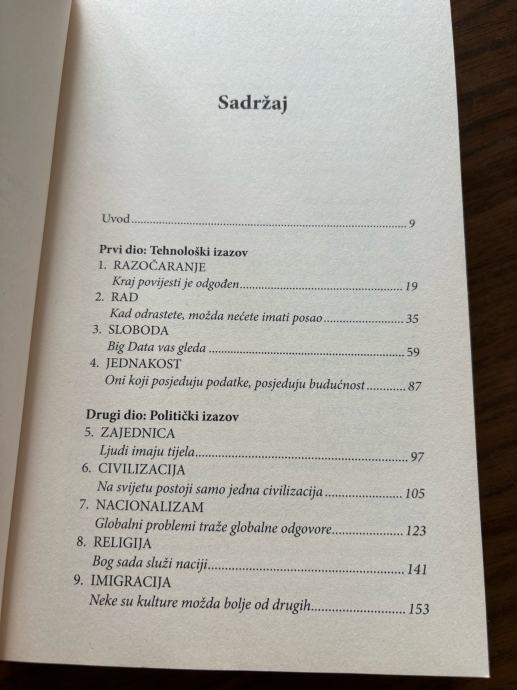 Sadržaj
Uvod........................................................................ 9
Prvi dio: Tehnološki izazov
1. RAZOČARANJE
Kraj povijesti je odgođen........................................... 19
2. RAD
Kad odrastete, možda nećete imati posao..................... 35
3. SLOBODA
Big Data vas gleda ..................................................... 59
4. JEDNAKOST
Oni koji posjeduju podatke, posjeduju budućnost........... 87
Drugi dio: Politički izazov
5. ZAJEDNICA
Ljudi imaju tijela........................................................ 97
6. CIVILIZACIJA
Na svijetu postoji samo jedna civilizacija .................... 105
7. NACIONALIZAM
Globalni problemi traže globalne odgovore.................. 123
8. RELIGIJA
Bog sada služi naciji.................................................. 141
9. IMIGRACIJA
Neke su kulture možda bolje od drugih........................ 153